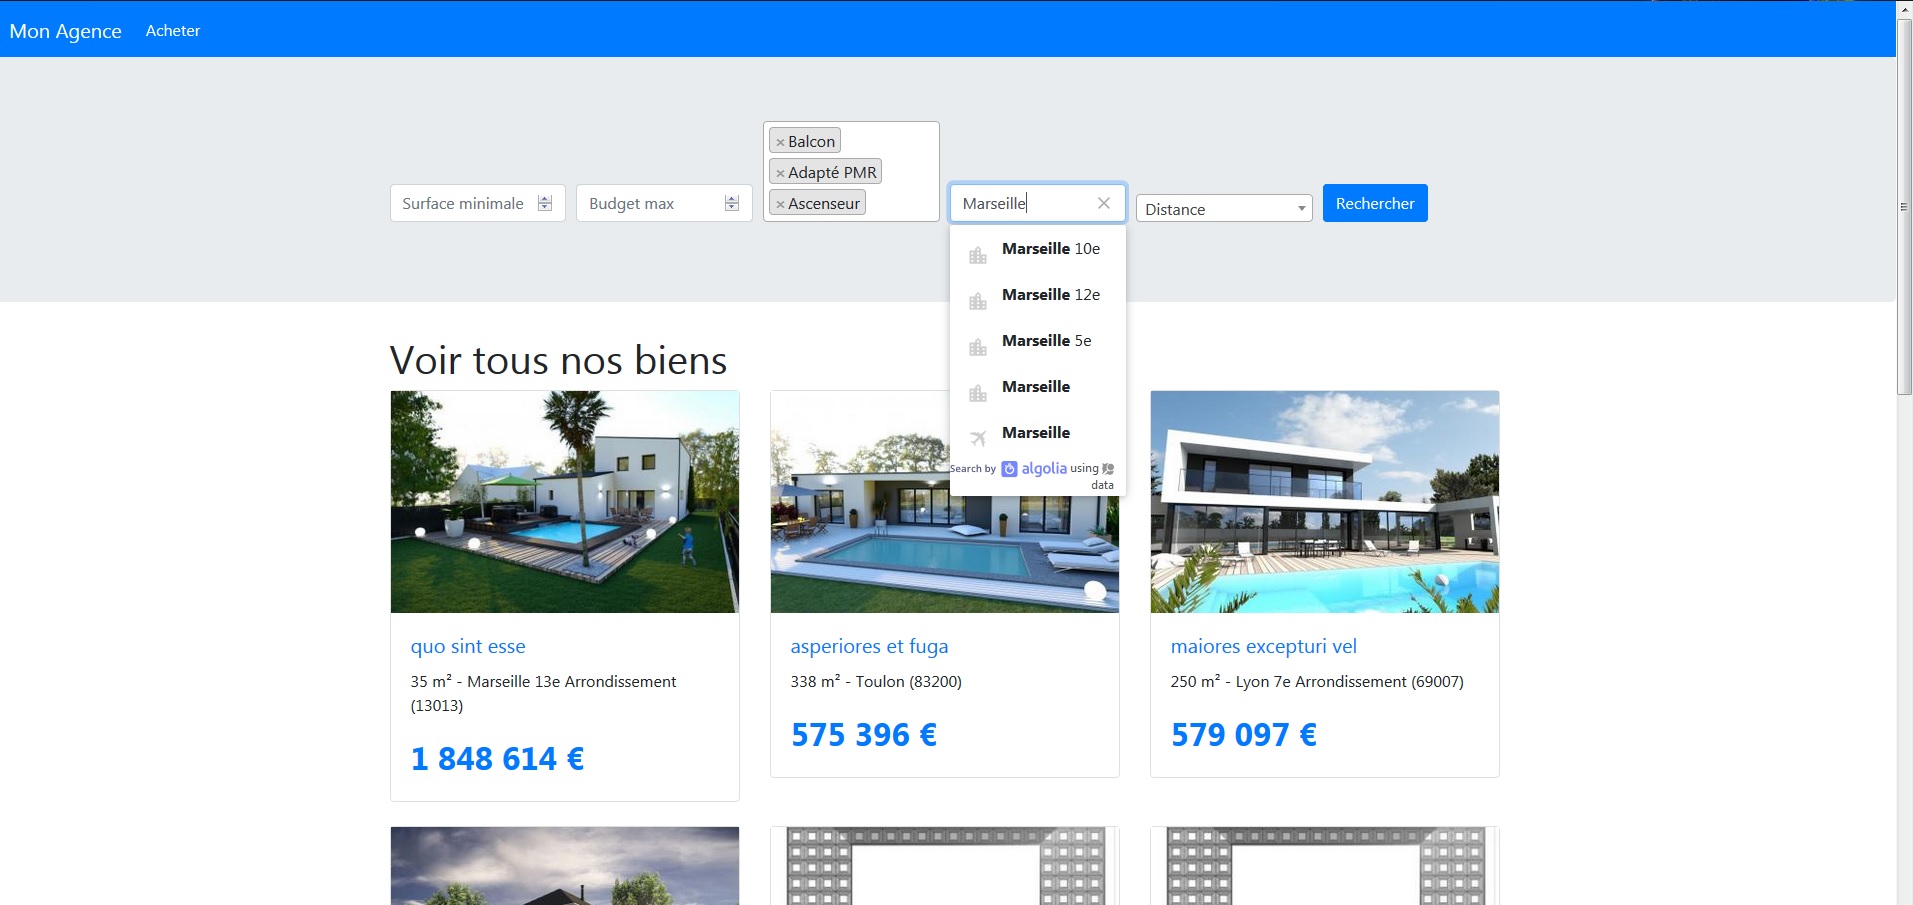 Mon Agence Acheter
× Balcon
× Adapté PMR
× Ascenseur
Surface minimale
Budget max
Marseille
Distance
Rechercher
Marseille 10e
Marseille 12e
Marseille 5e
Marseille
Marseille
Search by algolia using
data
Voir tous nos biens
quo sint esse
35 m² - Marseille 13e Arrondissement
(13013)
1 848 614 €
asperiores et fuga
338 m² - Toulon (83200)
575 396 €
maiores excepturi vel
250 m² - Lyon 7e Arrondissement (69007)
579 097 €